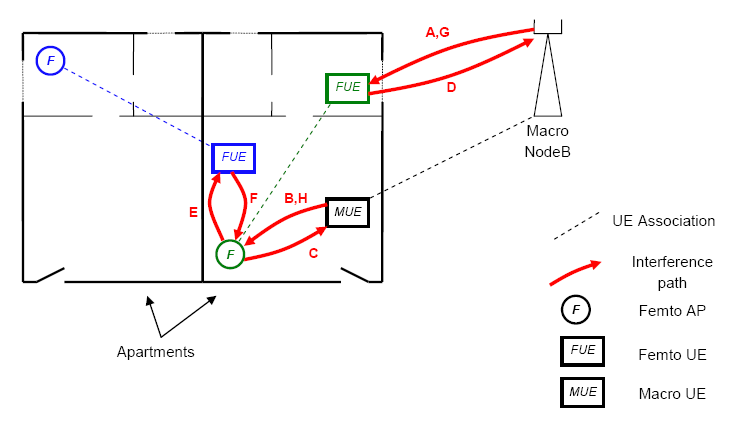 A,G
F
FUE
D
Macro
NodeB
FUE
E
F
B,H
MUE
F
C
UE Association
Interference
path
F
Femto AP
Apartments
FUE
Femto UE
MUE
Macro UE